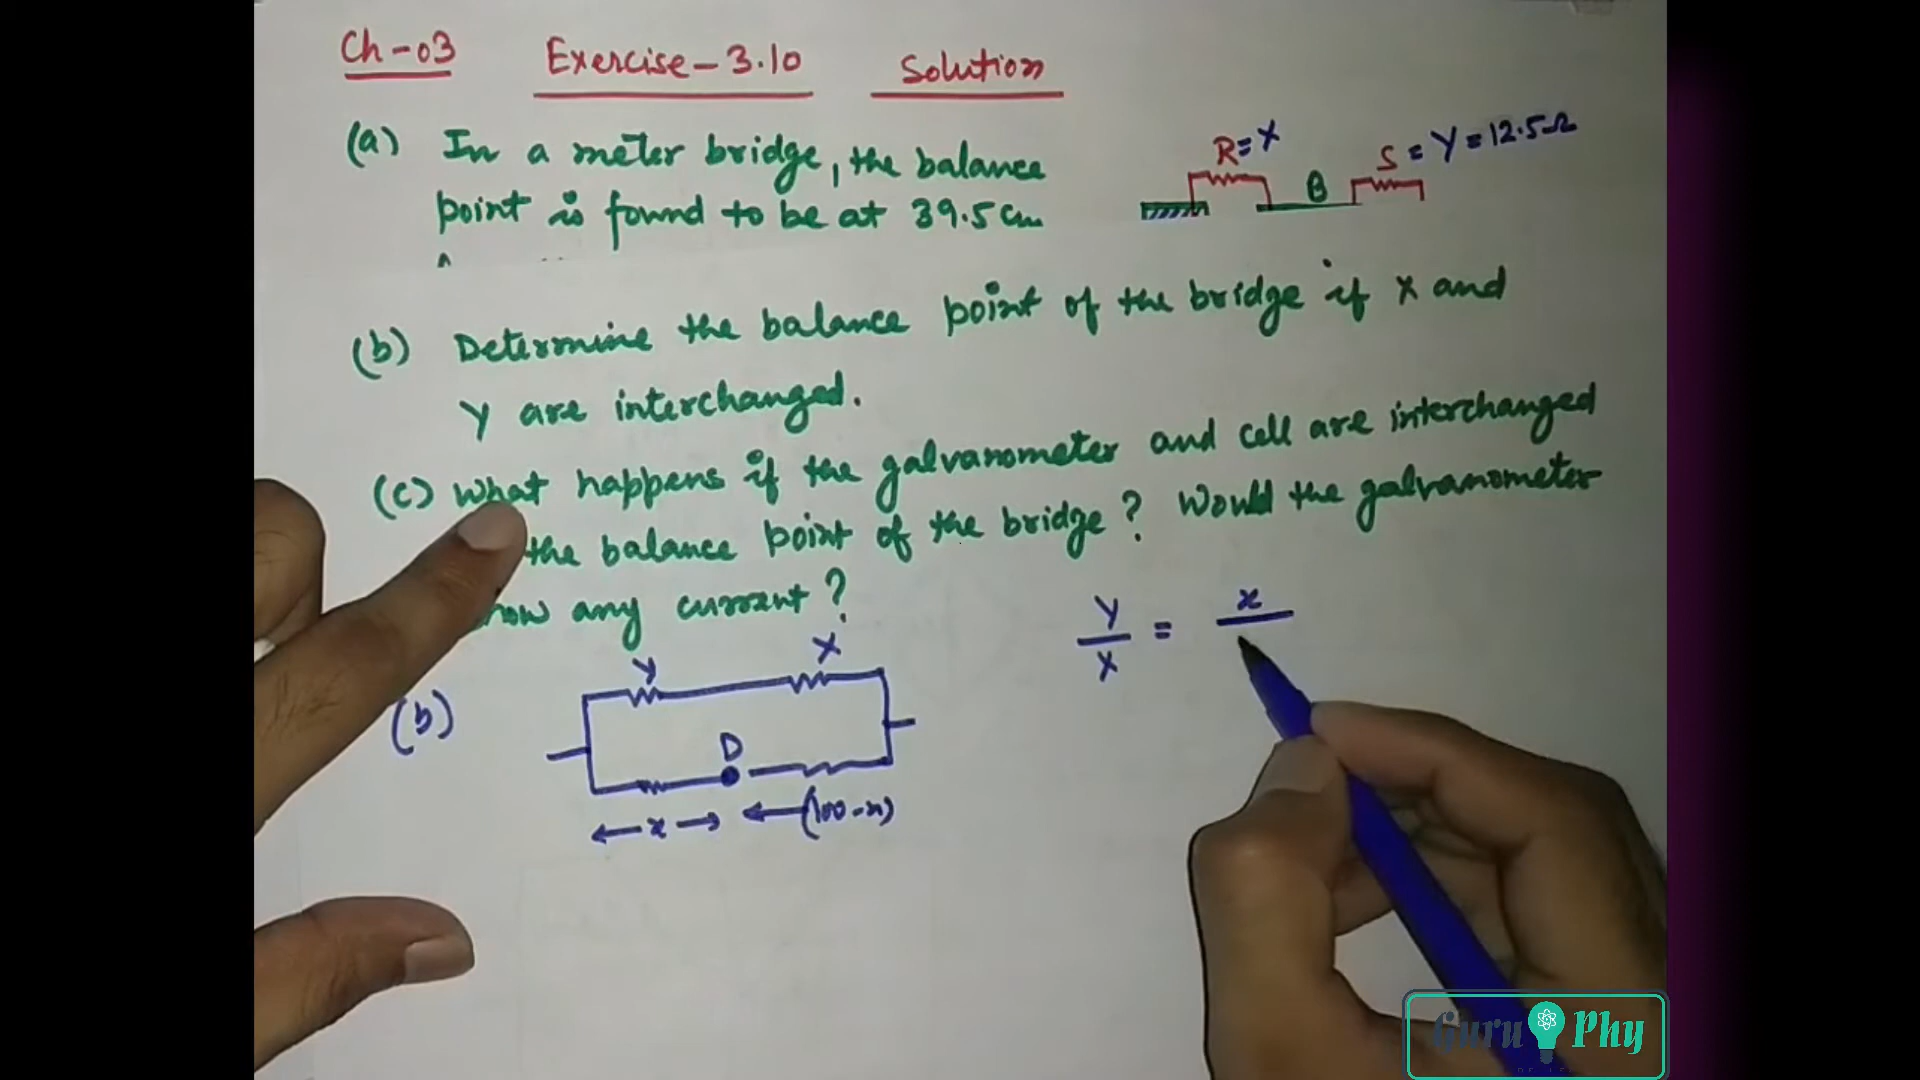 Ch-03 Exercise-3.10 Solution
(a) In a meter bridge, the balance
point is found to be at 39.5cm
R=X
B
S=Y=12.5Ω
(b) Determine the balance point of the bridge if X and
Y are interchanged.
(c) What happens if the galvanometer and cell are interchanged
the balance point of the bridge? Would the galvanometer
how any current?
(b)
Y X
D
x (100-x)
Y/X = x
Guru Phy